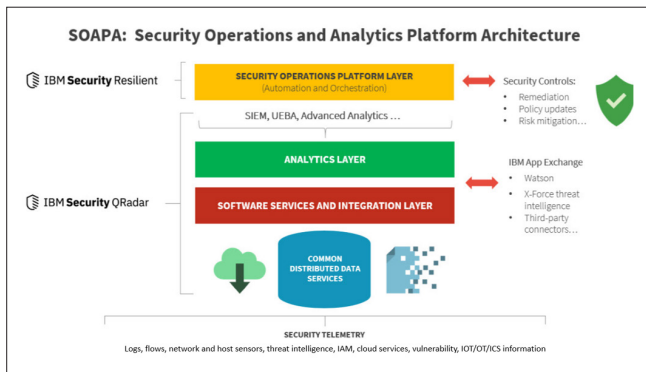 SOAPA: Security Operations and Analytics Platform Architecture
IBM Security Resilient
SECURITY OPERATIONS PLATFORM LAYER
(Automation and Orchestration)
Security Controls:
• Remediation
• Policy updates
• Risk mitigation...
SIEM, UEBA, Advanced Analytics ...
ANALYTICS LAYER
IBM Security QRadar
SOFTWARE SERVICES AND INTEGRATION LAYER
IBM App Exchange
• Watson
• X-Force threat
intelligence
• Third-party
connectors...
COMMON
DISTRIBUTED DATA
SERVICES
SECURITY TELEMETRY
Logs, flows, network and host sensors, threat intelligence, IAM, cloud services, vulnerability, IOT/OT/ICS information